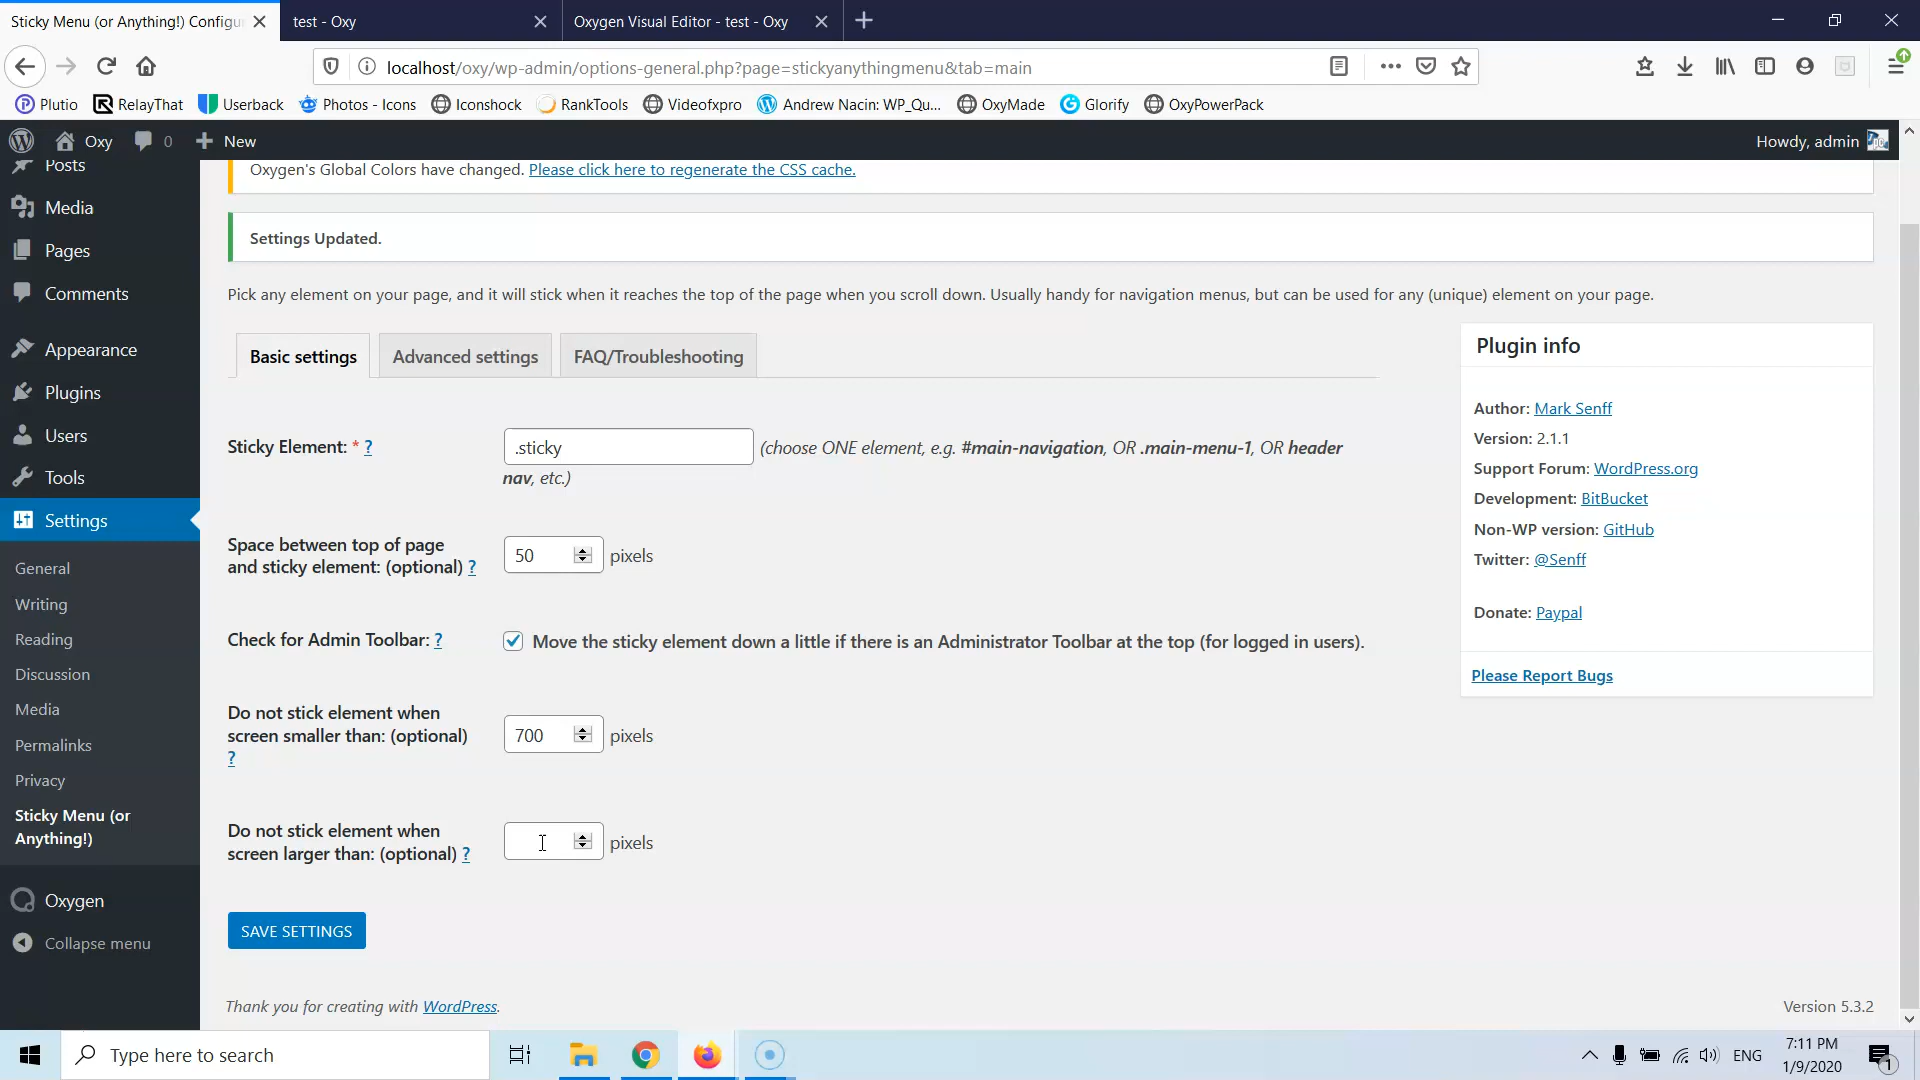 Sticky Menu (or Anything!) Configu
test - Oxy
Oxygen Visual Editor - test - Oxy
localhost/oxy/wp-admin/options-general.php?page=stickyanythingmenu&tab=main
Plutio
RelayThat
Userback
Photos - Icons
Iconshock
RankTools
Videofxpro
Andrew Nacin: WP_Qu...
OxyMade
Glorify
OxyPowerPack
Oxy
0
New
Howdy, admin
Posts
Media
Pages
Comments
Appearance
Plugins
Users
Tools
Settings
General
Writing
Reading
Discussion
Media
Permalinks
Privacy
Sticky Menu (or
Anything!)
Oxygen
Collapse menu
Oxygen's Global Colors have changed. Please click here to regenerate the CSS cache.
Settings Updated.
Pick any element on your page, and it will stick when it reaches the top of the page when you scroll down. Usually handy for navigation menus, but can be used for any (unique) element on your page.
Basic settings
Advanced settings
FAQ/Troubleshooting
Sticky Element: * ?
.sticky
(choose ONE element, e.g. #main-navigation, OR .main-menu-1, OR header
nav, etc.)
Space between top of page
and sticky element: (optional) ?
50
pixels
Check for Admin Toolbar: ?
Move the sticky element down a little if there is an Administrator Toolbar at the top (for logged in users).
Do not stick element when
screen smaller than: (optional)
?
700
pixels
Do not stick element when
screen larger than: (optional) ?
pixels
SAVE SETTINGS
Plugin info
Author: Mark Senff
Version: 2.1.1
Support Forum: WordPress.org
Development: BitBucket
Non-WP version: GitHub
Twitter: @Senff
Donate: Paypal
Please Report Bugs
Thank you for creating with WordPress.
Version 5.3.2
Type here to search
ENG
7:11 PM
1/9/2020
1